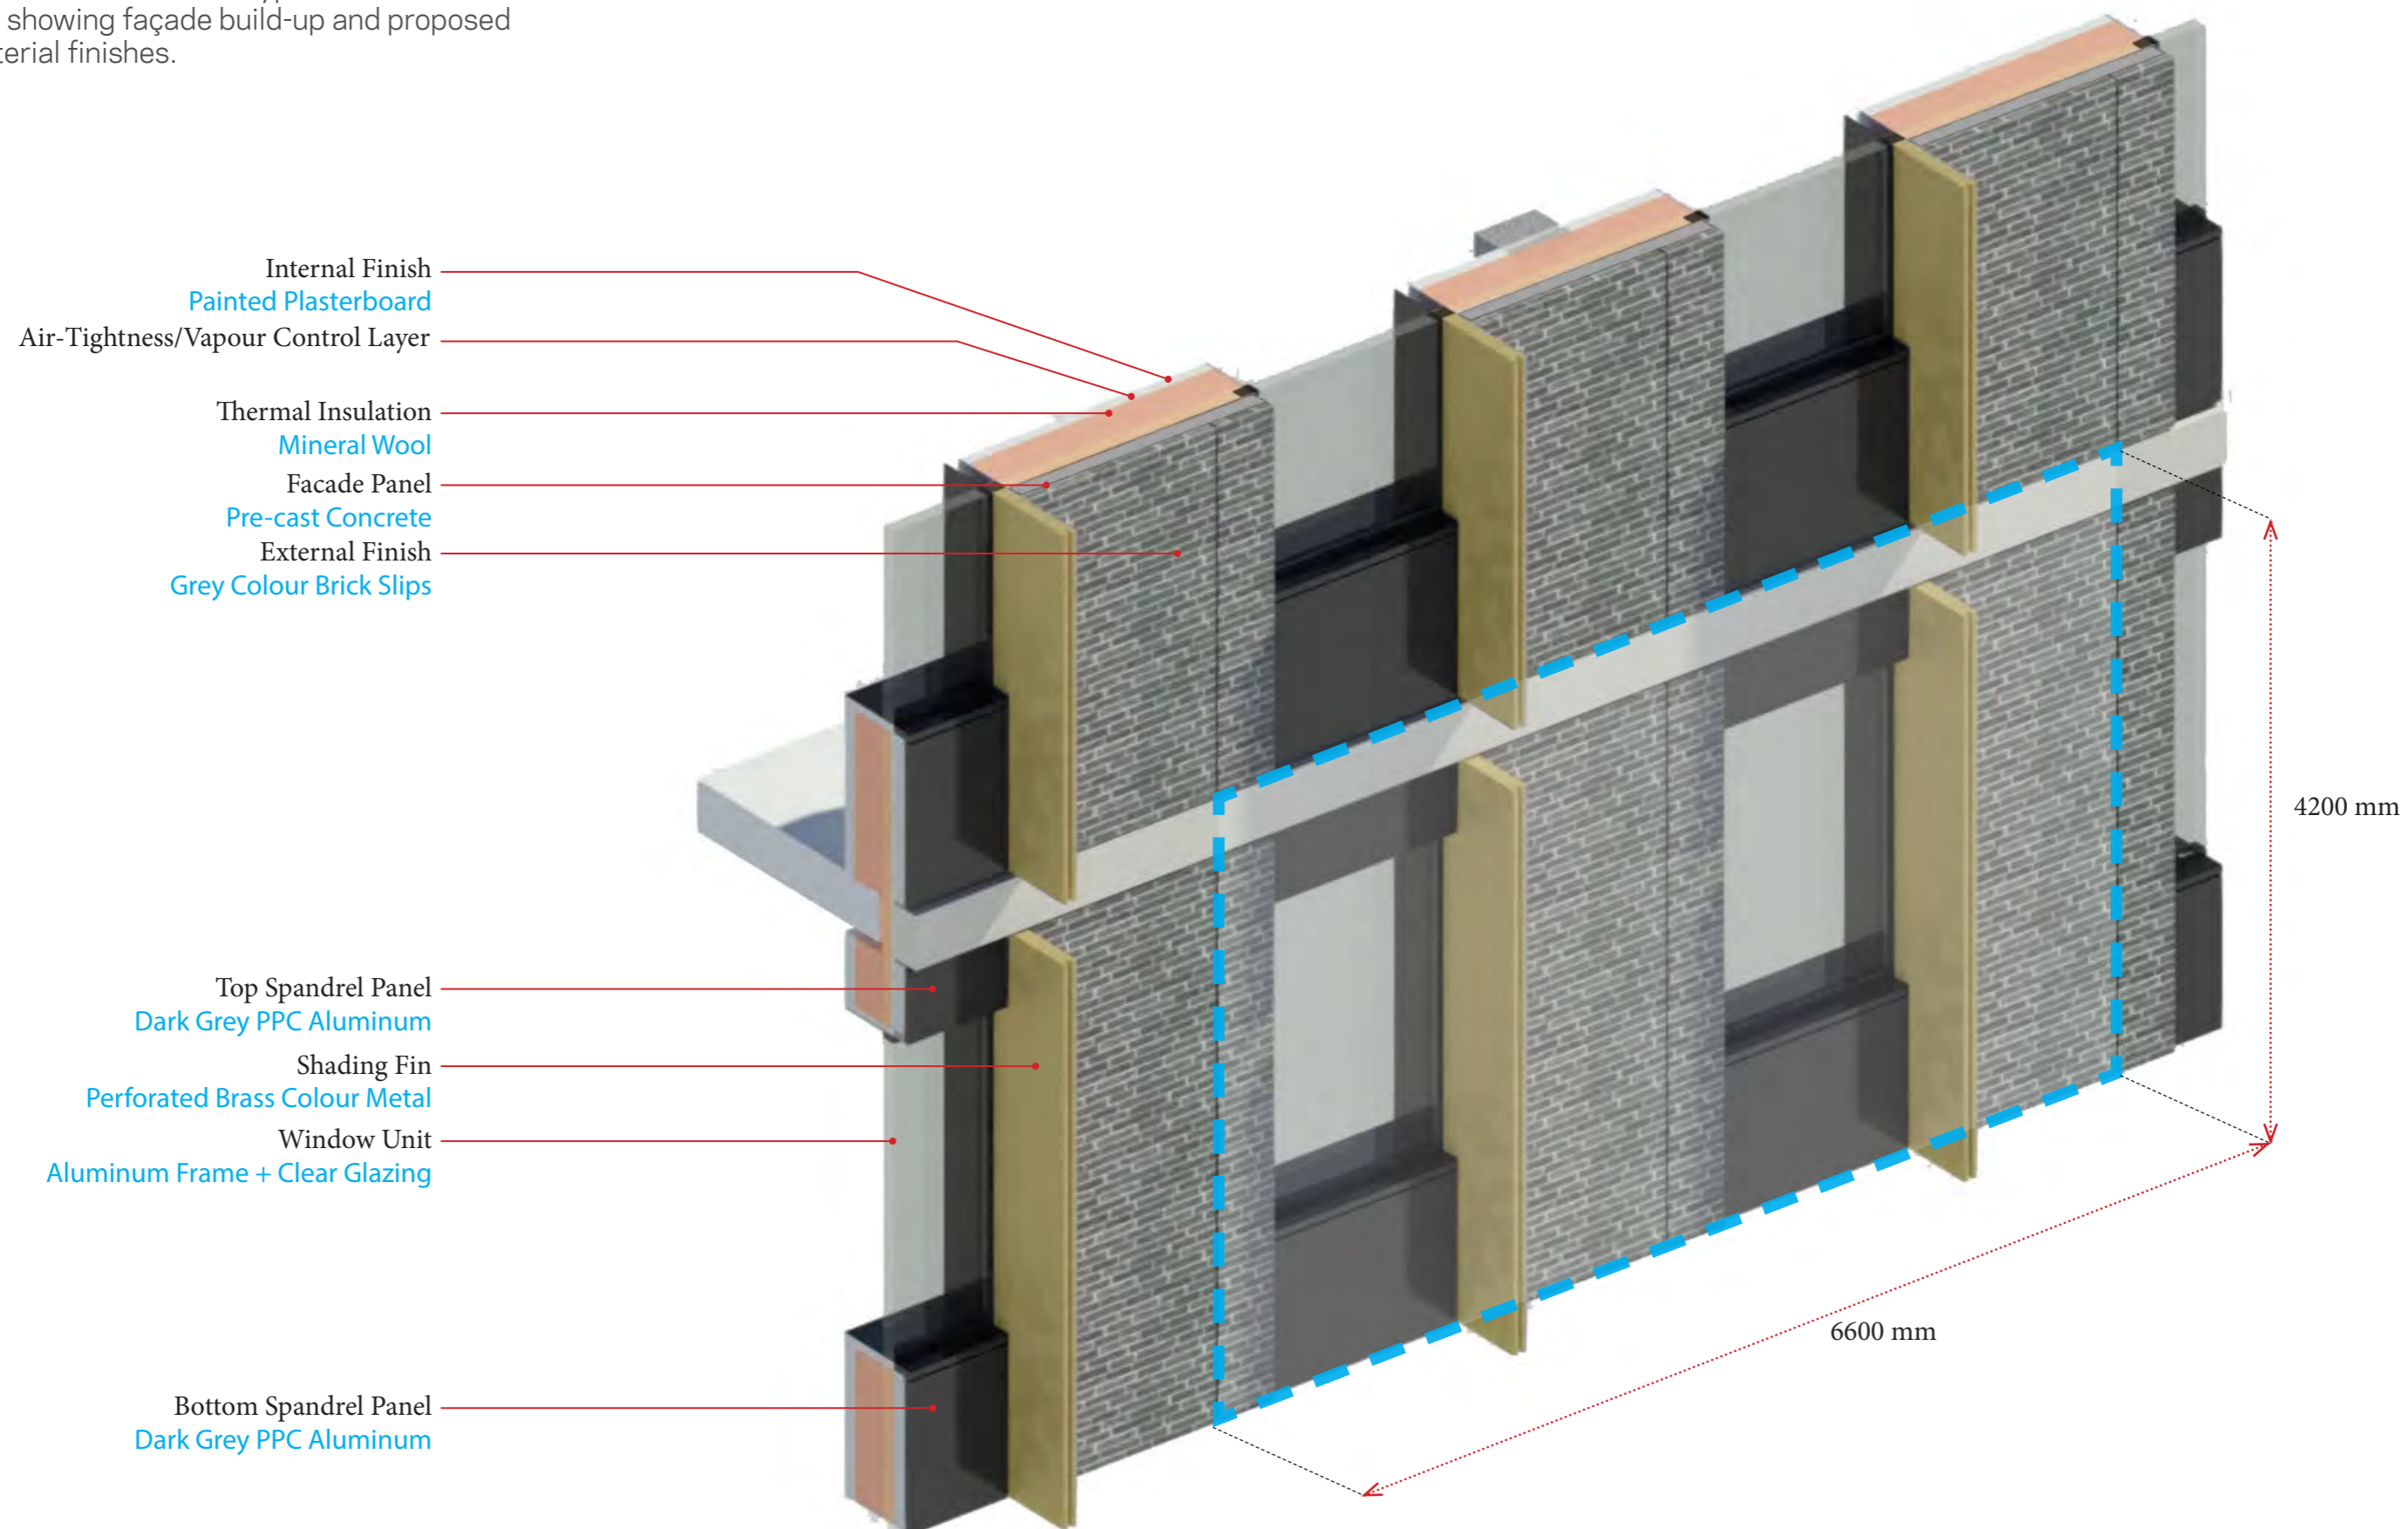 showing façade build-up and proposed
terial finishes.
Internal Finish
Painted Plasterboard
Air-Tightness/Vapour Control Layer
Thermal Insulation
Mineral Wool
Facade Panel
Pre-cast Concrete
External Finish
Grey Colour Brick Slips
Top Spandrel Panel
Dark Grey PPC Aluminum
Shading Fin
Perforated Brass Colour Metal
Window Unit
Aluminum Frame + Clear Glazing
Bottom Spandrel Panel
Dark Grey PPC Aluminum
4200 mm
6600 mm